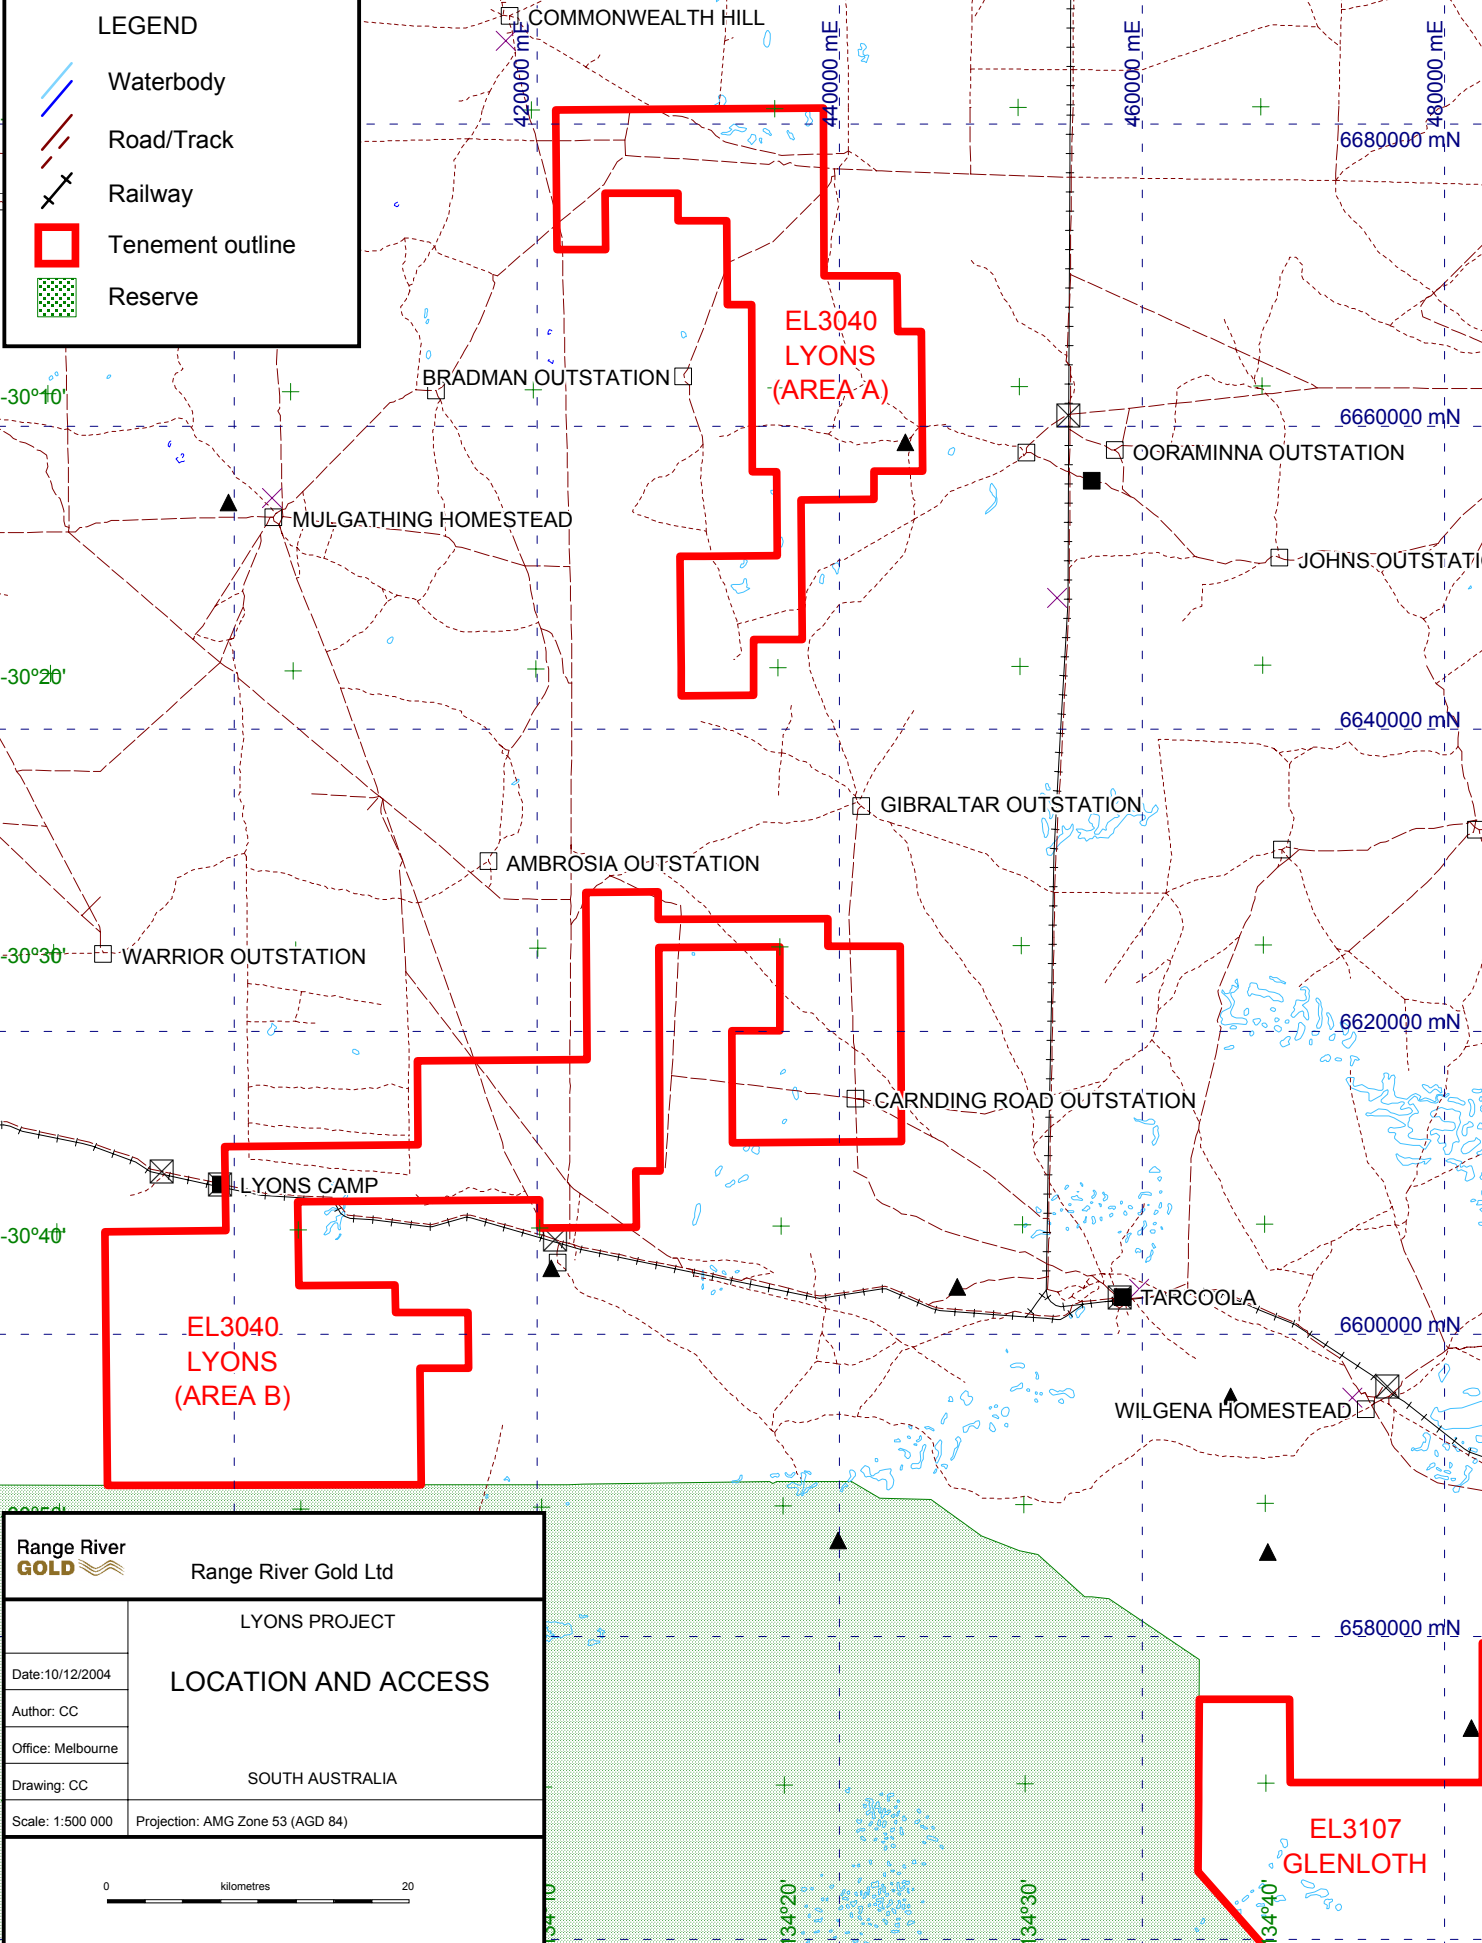 LEGEND
Waterbody
Road/Track
Railway
Tenement outline
Reserve
COMMONWEALTH HILL
420000 mE
440000 mE
460000 mE
480000 mE
6680000 mN
EL3040
LYONS
(AREA A)
BRADMAN OUTSTATION
-30°10'
6660000 mN
OORAMINNA OUTSTATION
MULGATHING HOMESTEAD
JOHNS OUTSTATI
-30°20'
6640000 mN
GIBRALTAR OUTSTATION
AMBROSIA OUTSTATION
-30°30'
WARRIOR OUTSTATION
6620000 mN
CARNDING ROAD OUTSTATION
LYONS CAMP
-30°40'
TARCOOLA
6600000 mN
EL3040
LYONS
(AREA B)
WILGENA HOMESTEAD
6580000 mN
Range River
GOLD
Range River Gold Ltd
LYONS PROJECT
LOCATION AND ACCESS
SOUTH AUSTRALIA
Date:10/12/2004
Author: CC
Office: Melbourne
Drawing: CC
Scale: 1:500 000
Projection: AMG Zone 53 (AGD 84)
0 kilometres 20
134°20'
134°30'
134°40'
EL3107
GLENLOTH